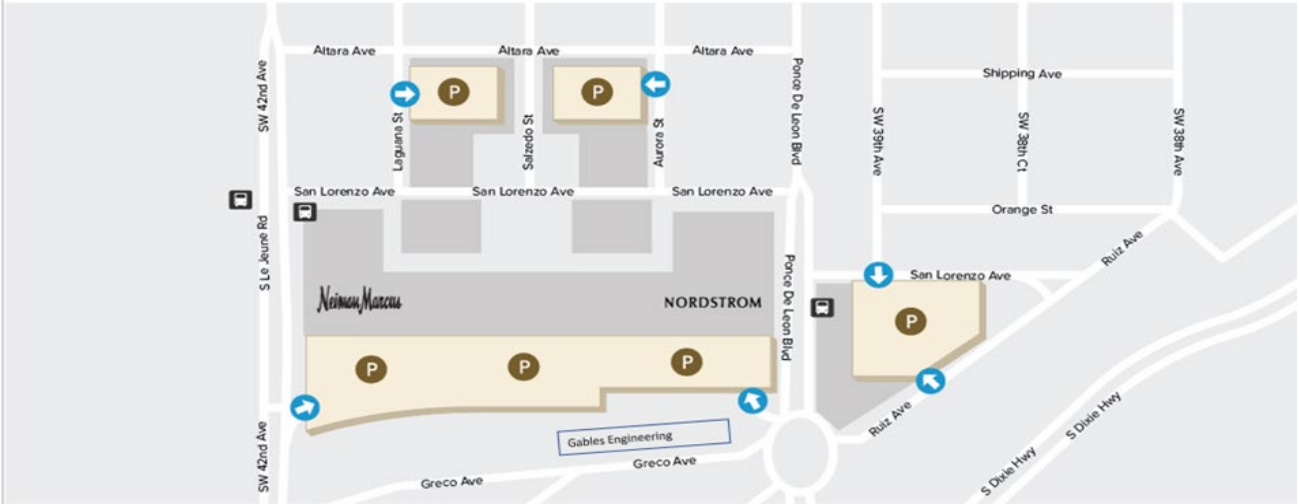 Altara Ave
Altara Ave
Altara Ave
Shipping Ave
SW 42nd Ave
P
P
Ponce De Leon Blvd
Laguana St
Salzepo St
Aurora St
SW 39th Ave
SW 38th Ct
SW 38th Ave
San Lorenzo Ave
San Lorenzo Ave
San Lorenzo Ave
Orange St
S Le Jeune Rd
Ruiz Ave
San Lorenzo Ave
Neiman Marcus
NORDSTROM
Ponce De Leon Blvd
P
P
P
P
Ruiz Ave
S Dixie Hwy
Gables Engineering
SW 42nd Ave
Greco Ave
Greco Ave
S Dixie Hwy